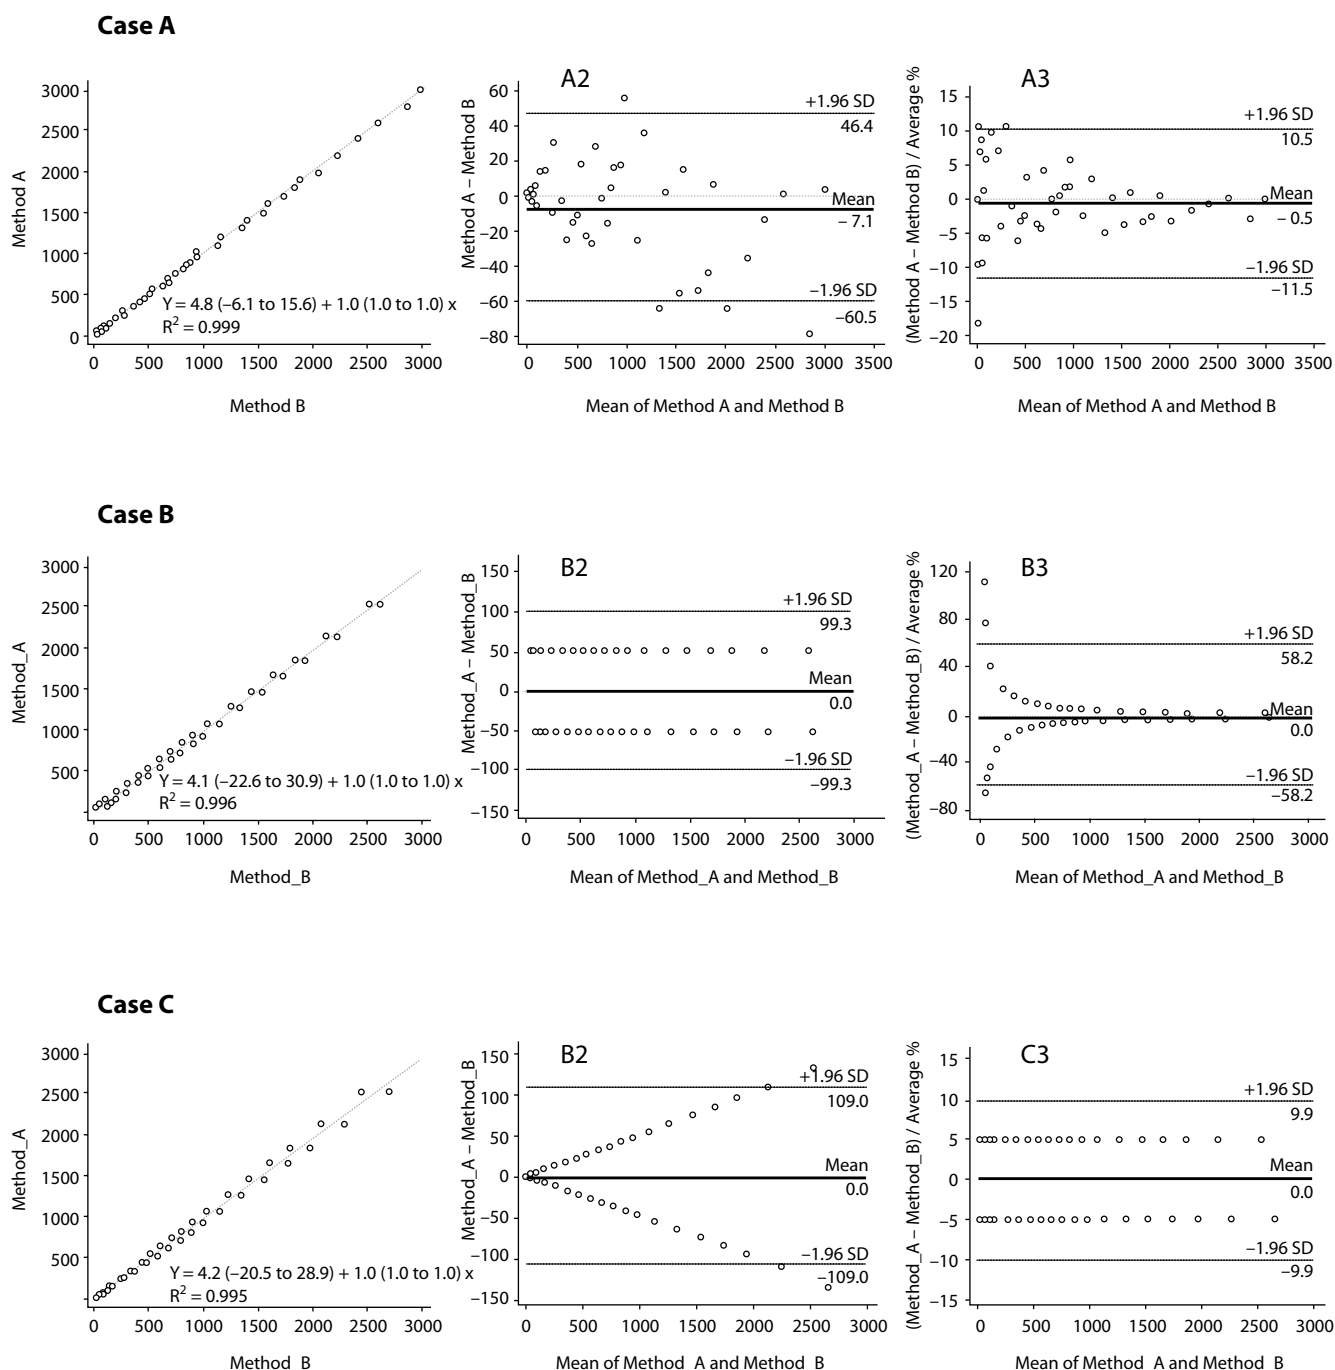 Case A
3000
2500
2000
1500
1000
500
0
Method A
Y = 4.8 (−6.1 to 15.6) + 1.0 (1.0 to 1.0) x
R2 = 0.999
0 500 1000 1500 2000 2500 3000
Method B
A2
60
40
20
0
−20
−40
−60
−80
Method A − Method B
+1.96 SD
46.4
Mean
− 7.1
−1.96 SD
−60.5
0 500 1000 1500 2000 2500 3000 3500
Mean of Method A and Method B
A3
15
10
5
0
−5
−10
−15
−20
(Method A − Method B) / Average %
+1.96 SD
10.5
Mean
− 0.5
−1.96 SD
−11.5
0 500 1000 1500 2000 2500 3000 3500
Mean of Method A and Method B
Case B
3000
2500
2000
1500
1000
500
Method_A
Y = 4.1 (−22.6 to 30.9) + 1.0 (1.0 to 1.0) x
R2 = 0.996
0 500 1000 1500 2000 2500 3000
Method_B
B2
150
100
50
0
−50
−100
−150
Method_A − Method_B
+1.96 SD
99.3
Mean
0.0
−1.96 SD
−99.3
0 500 1000 1500 2000 2500 3000
Mean of Method_A and Method_B
B3
120
80
40
0
−40
−80
(Method_A − Method_B) / Average %
+1.96 SD
58.2
Mean
0.0
−1.96 SD
−58.2
0 500 1000 1500 2000 2500 3000
Mean of Method_A and Method_B
Case C
3000
2500
2000
1500
1000
500
Method_A
Y = 4.2 (−20.5 to 28.9) + 1.0 (1.0 to 1.0) x
R2 = 0.995
0 500 1000 1500 2000 2500 3000
Method_B
B2
150
100
50
0
−50
−100
−150
Method_A − Method_B
+1.96 SD
109.0
Mean
0.0
−1.96 SD
−109.0
0 500 1000 1500 2000 2500 3000
Mean of Method_A and Method_B
C3
15
10
5
0
−5
−10
−15
(Method_A − Method_B) / Average %
+1.96 SD
9.9
Mean
0.0
−1.96 SD
−9.9
0 500 1000 1500 2000 2500 3000
Mean of Method_A and Method_B